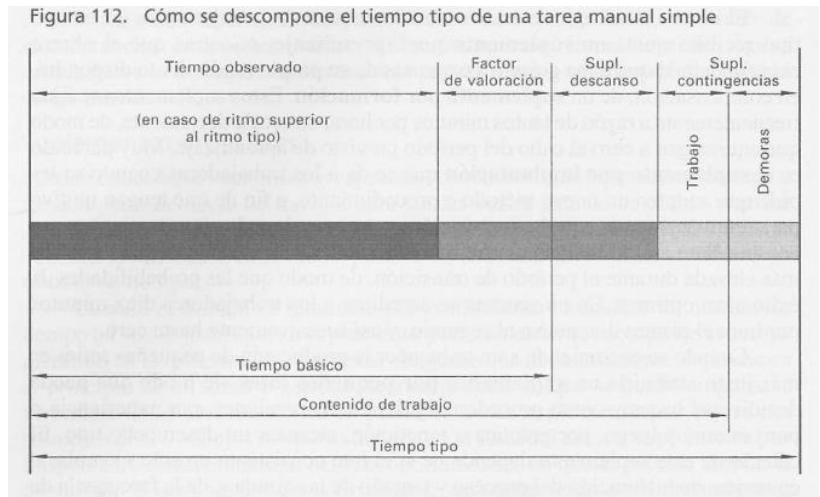 Figura 112. Cómo se descompone el tiempo tipo de una tarea manual simple
Tiempo observado
(en caso de ritmo superior
al ritmo tipo)
Factor
de valoración
Supl.
descanso
Supl.
contingencias
Trabajo
Demoras
Tiempo básico
Contenido de trabajo
Tiempo tipo